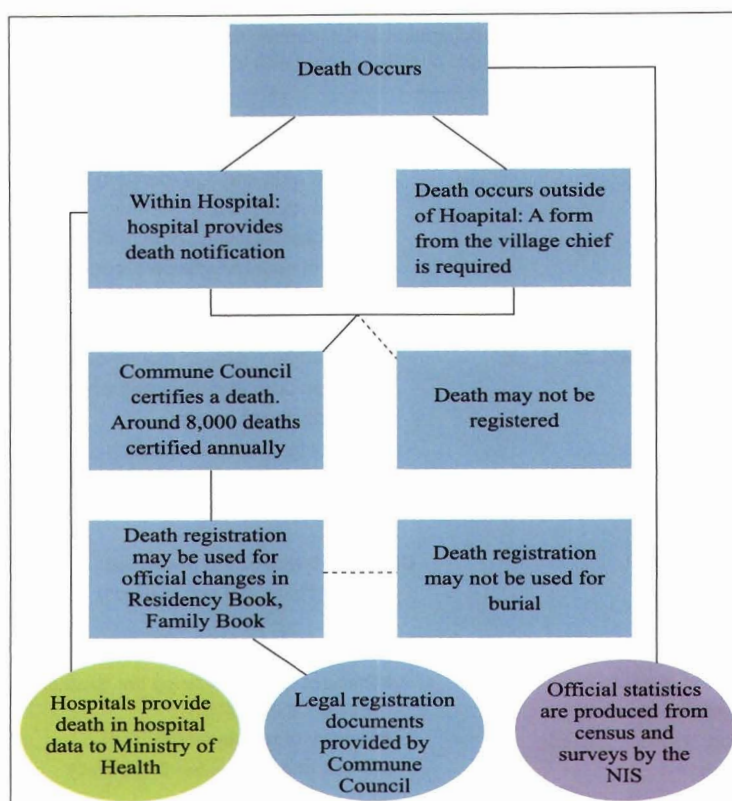 Death Occurs
Within Hospital:
hospital provides
death notification
Death occurs outside
of Hoapital: A form
from the village chief
is required
Commune Council
certifies a death.
Around 8,000 deaths
certified annually
Death may not be
registered
Death registration
may be used for
official changes in
Residency Book,
Family Book
Death registration
may not be used for
burial
Hospitals provide
death in hospital
data to Ministry of
Health
Legal registration
documents
provided by
Commune
Council
Official statistics
are produced from
census and
surveys by the
NIS